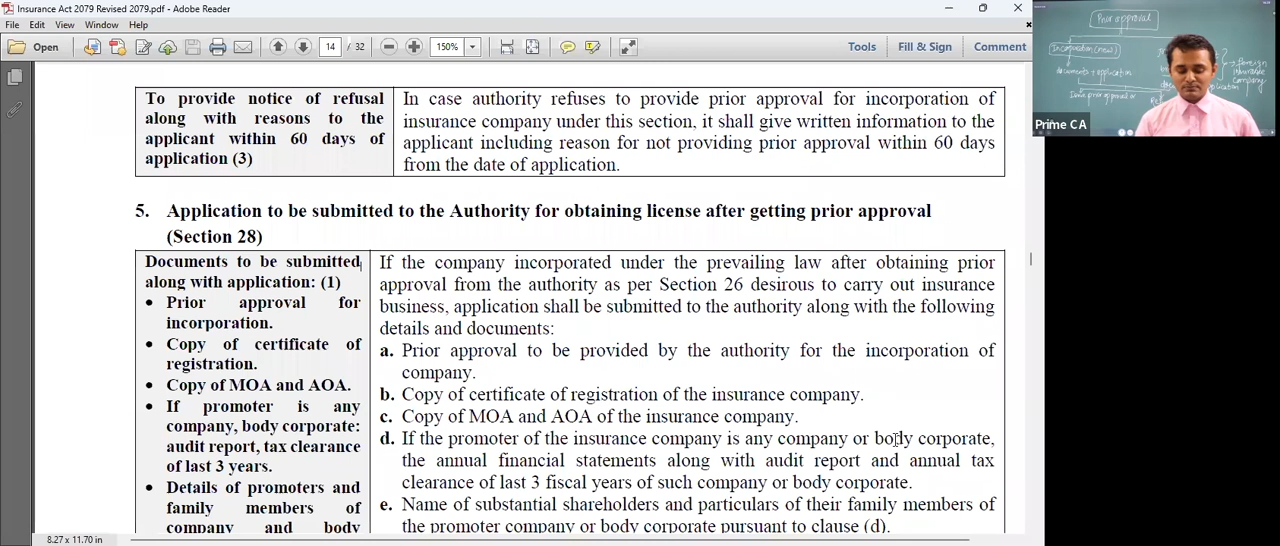 Insurance Act 2079 Revised 2079.pdf - Adobe Reader
File Edit View Window Help
Open 14 / 32 150% Tools Fill & Sign Comment
Prior approval
Incorporation (new)
documents + application
foreign
insurance
company
Prime CA
To provide notice of refusal
along with reasons to the
applicant within 60 days of
application (3)
In case authority refuses to provide prior approval for incorporation of
insurance company under this section, it shall give written information to the
applicant including reason for not providing prior approval within 60 days
from the date of application.
5. Application to be submitted to the Authority for obtaining license after getting prior approval
(Section 28)
Documents to be submitted
along with application: (1)
• Prior approval for
incorporation.
• Copy of certificate of
registration.
• Copy of MOA and AOA.
• If promoter is any
company, body corporate:
audit report, tax clearance
of last 3 years.
• Details of promoters and
family members of
company and body
If the company incorporated under the prevailing law after obtaining prior
approval from the authority as per Section 26 desirous to carry out insurance
business, application shall be submitted to the authority along with the following
details and documents:
a. Prior approval to be provided by the authority for the incorporation of
company.
b. Copy of certificate of registration of the insurance company.
c. Copy of MOA and AOA of the insurance company.
d. If the promoter of the insurance company is any company or body corporate,
the annual financial statements along with audit report and annual tax
clearance of last 3 fiscal years of such company or body corporate.
e. Name of substantial shareholders and particulars of their family members of
the promoter company or body corporate pursuant to clause (d).
8.27 x 11.70 in